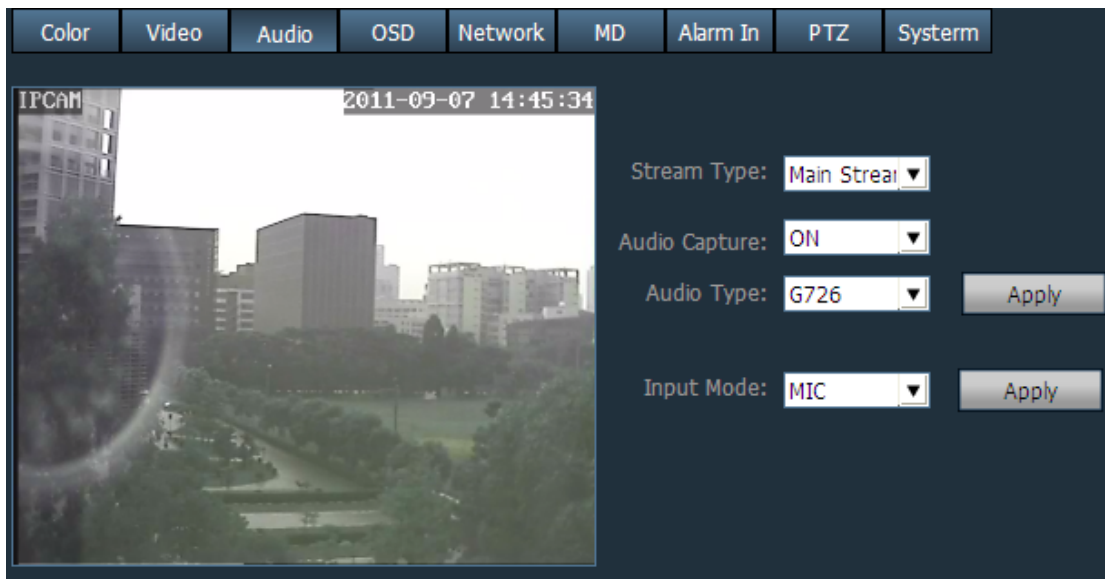 Color Video Audio OSD Network MD Alarm In PTZ Systerm
IPCAM 2011-09-07 14:45:34
Stream Type: Main Strear
Audio Capture: ON
Audio Type: G726 Apply
Input Mode: MIC Apply